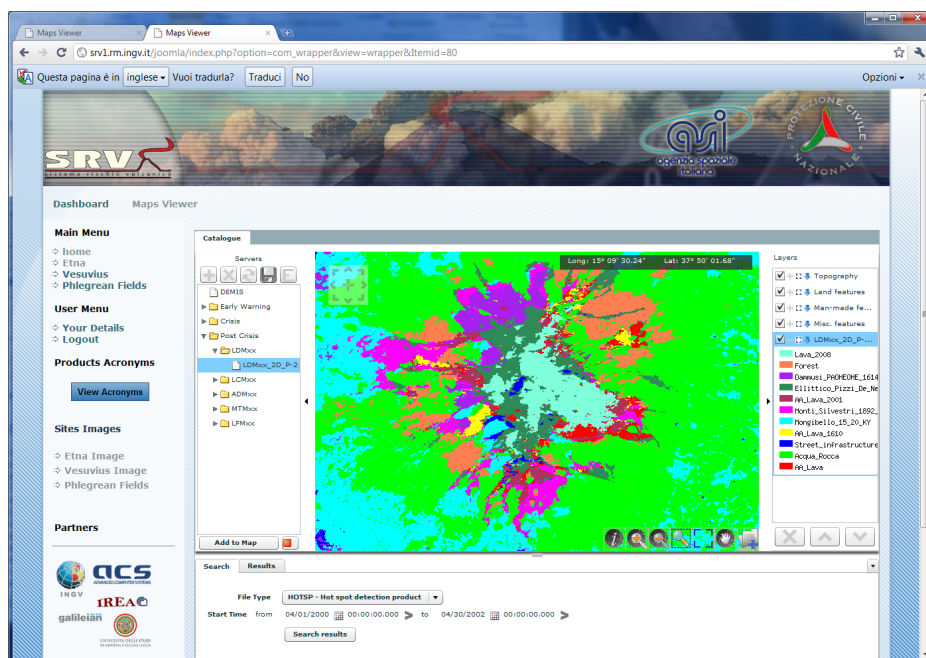 Maps Viewer
Maps Viewer
srv1.rm.ingv.it/joomla/index.php?option=com_wrapper&view=wrapper&Itemid=80
Questa pagina è in inglese Vuoi tradurla? Traduci No Opzioni
SRV
sistema rischio vulcanico
asi
agenzia spaziale
italiana
PROTEZIONE CIVILE
NAZIONALE
Dashboard Maps Viewer
Main Menu
home
Etna
Vesuvius
Phlegrean Fields
User Menu
Your Details
Logout
Products Acronyms
View Acronyms
Sites Images
Etna Image
Vesuvius Image
Phlegrean Fields
Partners
INGV
acs
ADVANCED COMPUTER SYSTEMS
IREA
galileian
Catalogue
Servers
E
DEMIS
Early Warning
Crisis
Post Crisis
LDMxx
LDMxx_2D_P-2
LCMxx
ADMxx
MTMxx
LFMxx
Add to Map
Long: 15° 09' 30.24" Lat: 37° 50' 01.68"
Layers
Topography
Land features
Man-made fe...
Misc. features
LDMxx_2D_P-...
Lava_2008
Forest
Dammusi_PAOMEOME_1614
Ellittico_Pizzi_De_Ne
AA_Lava_2001
Monti_Silvestri_1892_
Mongibello_15_20_KY
AA_Lava_1610
Street_infrastructure
Acqua_Rocca
AA_Lava
Search Results
File Type HOTSP - Hot spot detection product
Start Time from 04/01/2000 00:00:00.000 to 04/30/2002 00:00:00.000
Search results